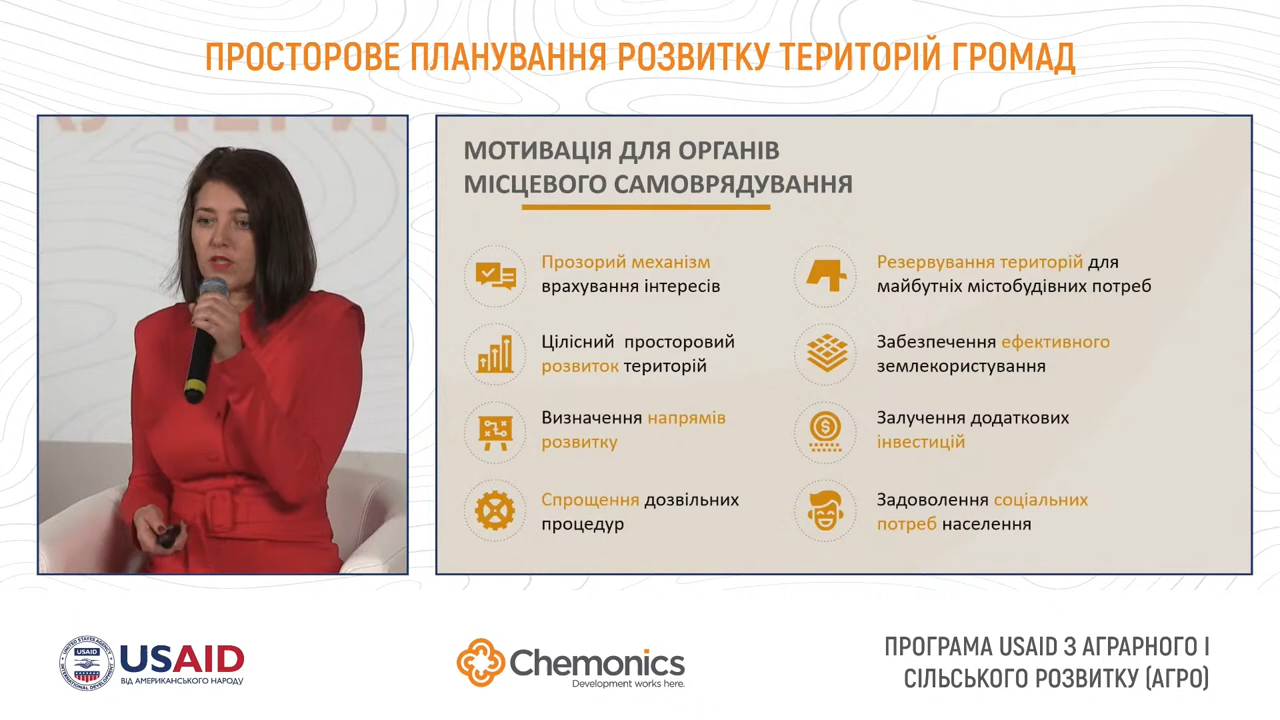 ПРОСТОРОВЕ ПЛАНУВАННЯ РОЗВИТКУ ТЕРИТОРІЙ ГРОМАД
МОТИВАЦІЯ ДЛЯ ОРГАНІВ
МІСЦЕВОГО САМОВРЯДУВАННЯ
Прозорий механізм
врахування інтересів
Цілісний просторовий
розвиток територій
Визначення напрямів
розвитку
Спрощення дозвільних
процедур
Резервування територій для
майбутніх містобудівних потреб
Забезпечення ефективного
землекористування
Залучення додаткових
інвестицій
Задоволення соціальних
потреб населення
USAID
USAID
ВІД АМЕРИКАНСЬКОГО НАРОДУ
Chemonics
Development works here.
ПРОГРАМА USAID З АГРАРНОГО І
СІЛЬСЬКОГО РОЗВИТКУ (АГРО)